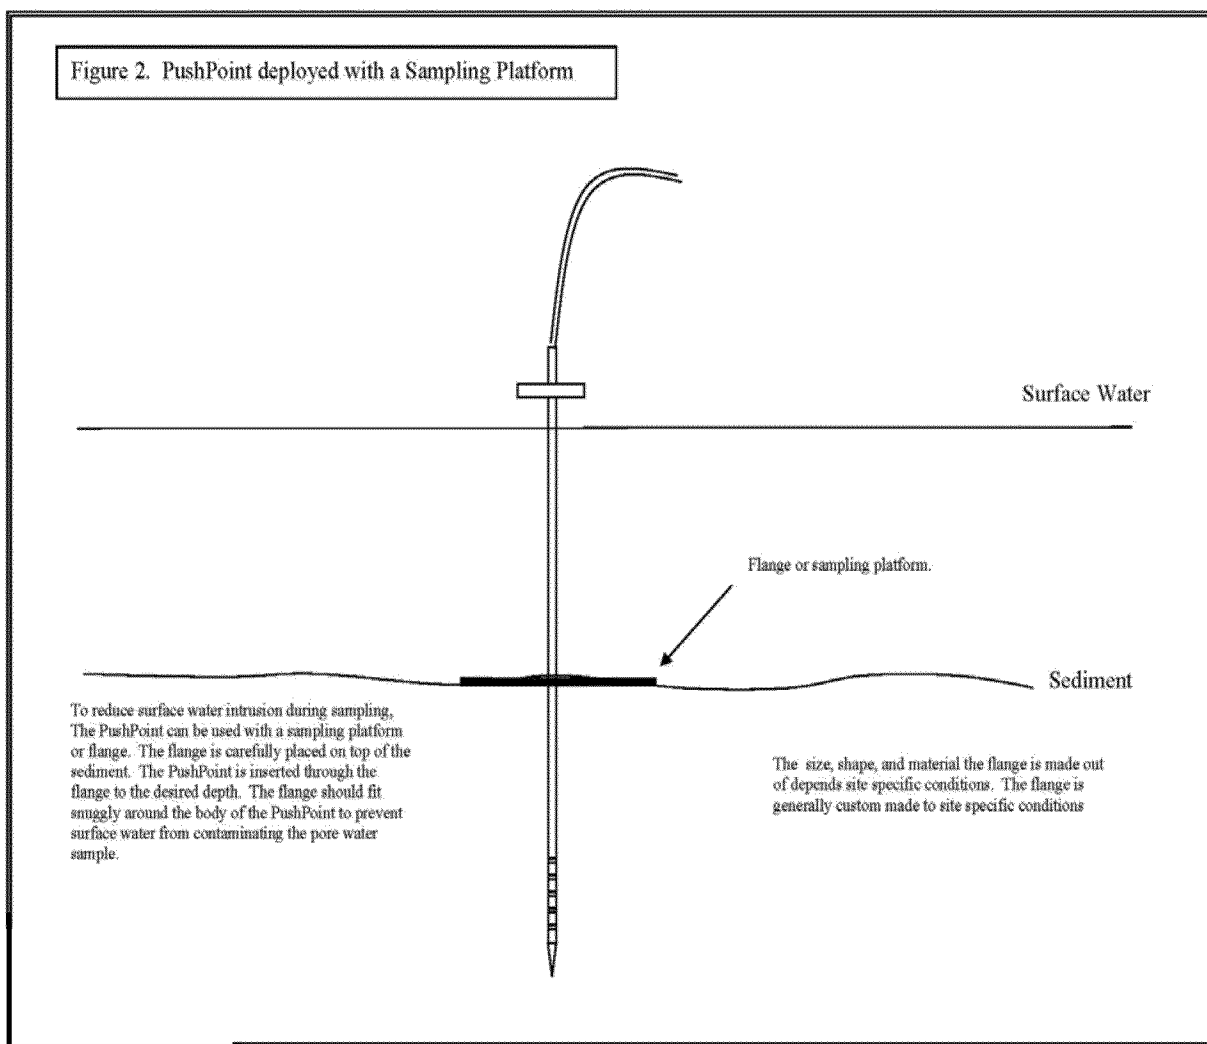 Figure 2. PushPoint deployed with a Sampling Platform
Surface Water
Flange or sampling platform.
Sediment
To reduce surface water intrusion during sampling,
The PushPoint can be used with a sampling platform
or flange. The flange is carefully placed on top of the
sediment. The PushPoint is inserted through the
flange to the desired depth. The flange should fit
snuggly around the body of the PushPoint to prevent
surface water from contaminating the pore water
sample.
The size, shape, and material the flange is made out
of depends site specific conditions. The flange is
generally custom made to site specific conditions